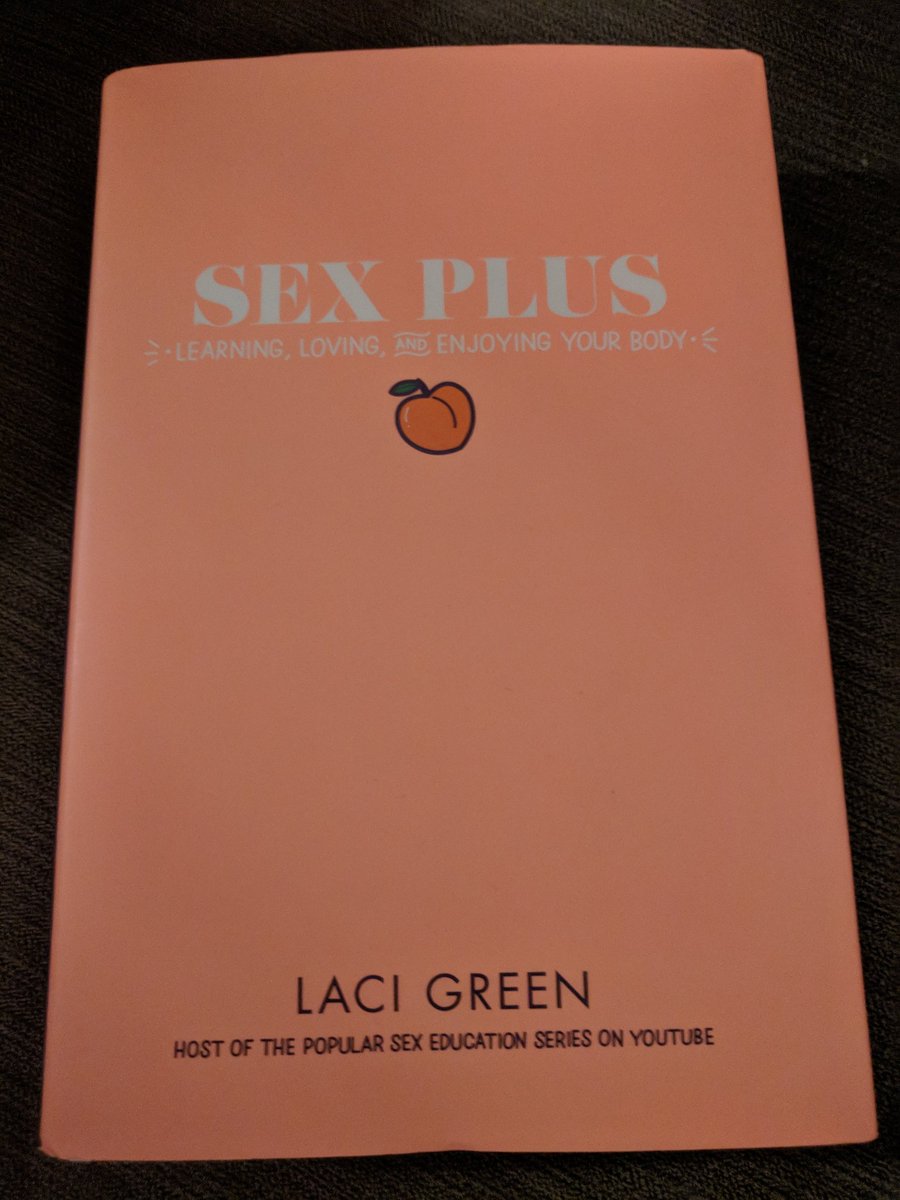 SEX PLUS
LEARNING, LOVING, AND ENJOYING YOUR BODY
LACI GREEN
HOST OF THE POPULAR SEX EDUCATION SERIES ON YOUTUBE